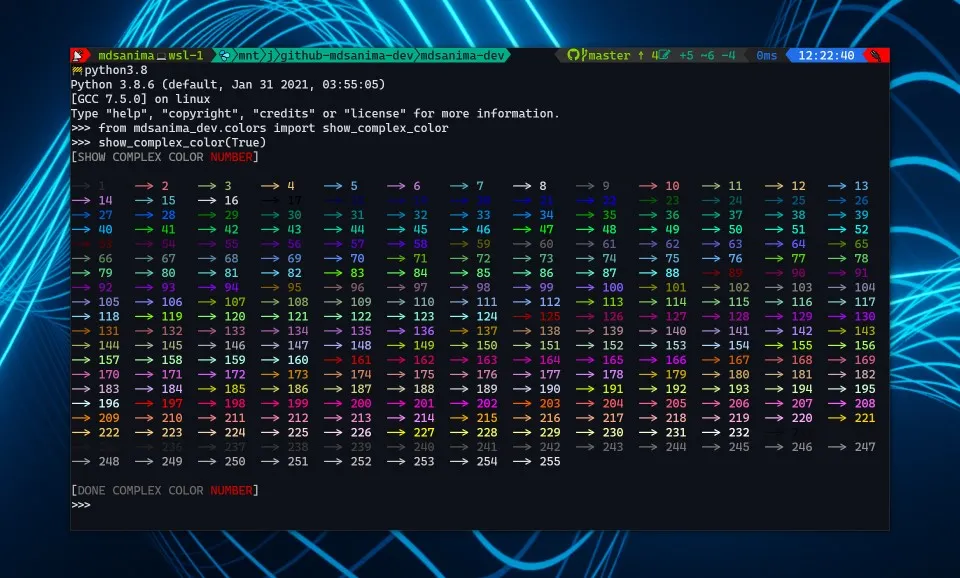 mdsanima wsl-1 mnt j github-mdsanima-dev mdsanima-dev master ↑ 4 +5 ~6 -4 0ms 12:22:40
python3.8
Python 3.8.6 (default, Jan 31 2021, 03:55:05)
[GCC 7.5.0] on linux
Type "help", "copyright", "credits" or "license" for more information.
>>> from mdsanima_dev.colors import show_complex_color
>>> show_complex_color(True)
[SHOW COMPLEX COLOR NUMBER]
⟶ 1 ⟶ 2 ⟶ 3 ⟶ 4 ⟶ 5 ⟶ 6 ⟶ 7 ⟶ 8 ⟶ 9 ⟶ 10 ⟶ 11 ⟶ 12 ⟶ 13
⟶ 14 ⟶ 15 ⟶ 16 ⟶ 17 ⟶ 18 ⟶ 19 ⟶ 20 ⟶ 21 ⟶ 22 ⟶ 23 ⟶ 24 ⟶ 25 ⟶ 26
⟶ 27 ⟶ 28 ⟶ 29 ⟶ 30 ⟶ 31 ⟶ 32 ⟶ 33 ⟶ 34 ⟶ 35 ⟶ 36 ⟶ 37 ⟶ 38 ⟶ 39
⟶ 40 ⟶ 41 ⟶ 42 ⟶ 43 ⟶ 44 ⟶ 45 ⟶ 46 ⟶ 47 ⟶ 48 ⟶ 49 ⟶ 50 ⟶ 51 ⟶ 52
⟶ 53 ⟶ 54 ⟶ 55 ⟶ 56 ⟶ 57 ⟶ 58 ⟶ 59 ⟶ 60 ⟶ 61 ⟶ 62 ⟶ 63 ⟶ 64 ⟶ 65
⟶ 66 ⟶ 67 ⟶ 68 ⟶ 69 ⟶ 70 ⟶ 71 ⟶ 72 ⟶ 73 ⟶ 74 ⟶ 75 ⟶ 76 ⟶ 77 ⟶ 78
⟶ 79 ⟶ 80 ⟶ 81 ⟶ 82 ⟶ 83 ⟶ 84 ⟶ 85 ⟶ 86 ⟶ 87 ⟶ 88 ⟶ 89 ⟶ 90 ⟶ 91
⟶ 92 ⟶ 93 ⟶ 94 ⟶ 95 ⟶ 96 ⟶ 97 ⟶ 98 ⟶ 99 ⟶ 100 ⟶ 101 ⟶ 102 ⟶ 103 ⟶ 104
⟶ 105 ⟶ 106 ⟶ 107 ⟶ 108 ⟶ 109 ⟶ 110 ⟶ 111 ⟶ 112 ⟶ 113 ⟶ 114 ⟶ 115 ⟶ 116 ⟶ 117
⟶ 118 ⟶ 119 ⟶ 120 ⟶ 121 ⟶ 122 ⟶ 123 ⟶ 124 ⟶ 125 ⟶ 126 ⟶ 127 ⟶ 128 ⟶ 129 ⟶ 130
⟶ 131 ⟶ 132 ⟶ 133 ⟶ 134 ⟶ 135 ⟶ 136 ⟶ 137 ⟶ 138 ⟶ 139 ⟶ 140 ⟶ 141 ⟶ 142 ⟶ 143
⟶ 144 ⟶ 145 ⟶ 146 ⟶ 147 ⟶ 148 ⟶ 149 ⟶ 150 ⟶ 151 ⟶ 152 ⟶ 153 ⟶ 154 ⟶ 155 ⟶ 156
⟶ 157 ⟶ 158 ⟶ 159 ⟶ 160 ⟶ 161 ⟶ 162 ⟶ 163 ⟶ 164 ⟶ 165 ⟶ 166 ⟶ 167 ⟶ 168 ⟶ 169
⟶ 170 ⟶ 171 ⟶ 172 ⟶ 173 ⟶ 174 ⟶ 175 ⟶ 176 ⟶ 177 ⟶ 178 ⟶ 179 ⟶ 180 ⟶ 181 ⟶ 182
⟶ 183 ⟶ 184 ⟶ 185 ⟶ 186 ⟶ 187 ⟶ 188 ⟶ 189 ⟶ 190 ⟶ 191 ⟶ 192 ⟶ 193 ⟶ 194 ⟶ 195
⟶ 196 ⟶ 197 ⟶ 198 ⟶ 199 ⟶ 200 ⟶ 201 ⟶ 202 ⟶ 203 ⟶ 204 ⟶ 205 ⟶ 206 ⟶ 207 ⟶ 208
⟶ 209 ⟶ 210 ⟶ 211 ⟶ 212 ⟶ 213 ⟶ 214 ⟶ 215 ⟶ 216 ⟶ 217 ⟶ 218 ⟶ 219 ⟶ 220 ⟶ 221
⟶ 222 ⟶ 223 ⟶ 224 ⟶ 225 ⟶ 226 ⟶ 227 ⟶ 228 ⟶ 229 ⟶ 230 ⟶ 231 ⟶ 232
⟶ 236 ⟶ 237 ⟶ 238 ⟶ 239 ⟶ 240 ⟶ 241 ⟶ 242 ⟶ 243 ⟶ 244 ⟶ 245 ⟶ 246 ⟶ 247
⟶ 248 ⟶ 249 ⟶ 250 ⟶ 251 ⟶ 252 ⟶ 253 ⟶ 254 ⟶ 255
[DONE COMPLEX COLOR NUMBER]
>>>